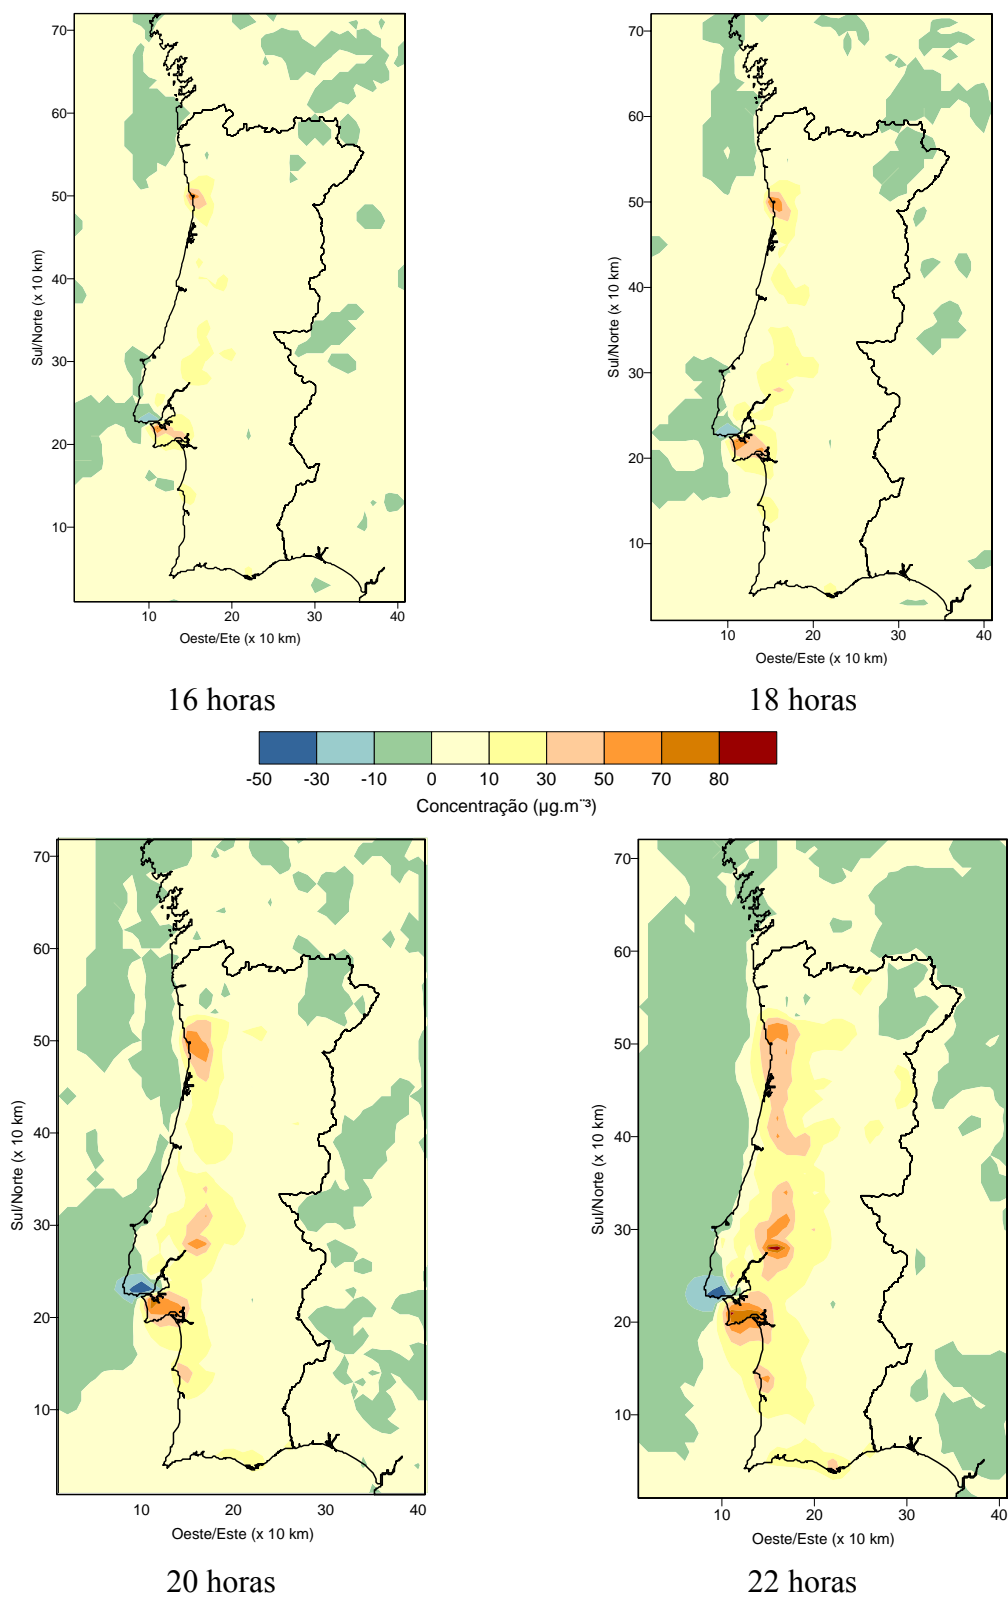 70
60
50
40
30
20
10
Sul/Norte (x 10 km)
10 20 30 40
Oeste/Ete (x 10 km)
16 horas
70
60
50
40
30
20
10
Sul/Norte (x 10 km)
10 20 30 40
Oeste/Este (x 10 km)
18 horas
-50 -30 -10 0 10 30 50 70 80
Concentração (µg.m¨³)
70
60
50
40
30
20
10
Sul/Norte (x 10 km)
10 20 30 40
Oeste/Este (x 10 km)
20 horas
70
60
50
40
30
20
10
Sul/Norte (x 10 km)
10 20 30 40
Oeste/Este (x 10 km)
22 horas